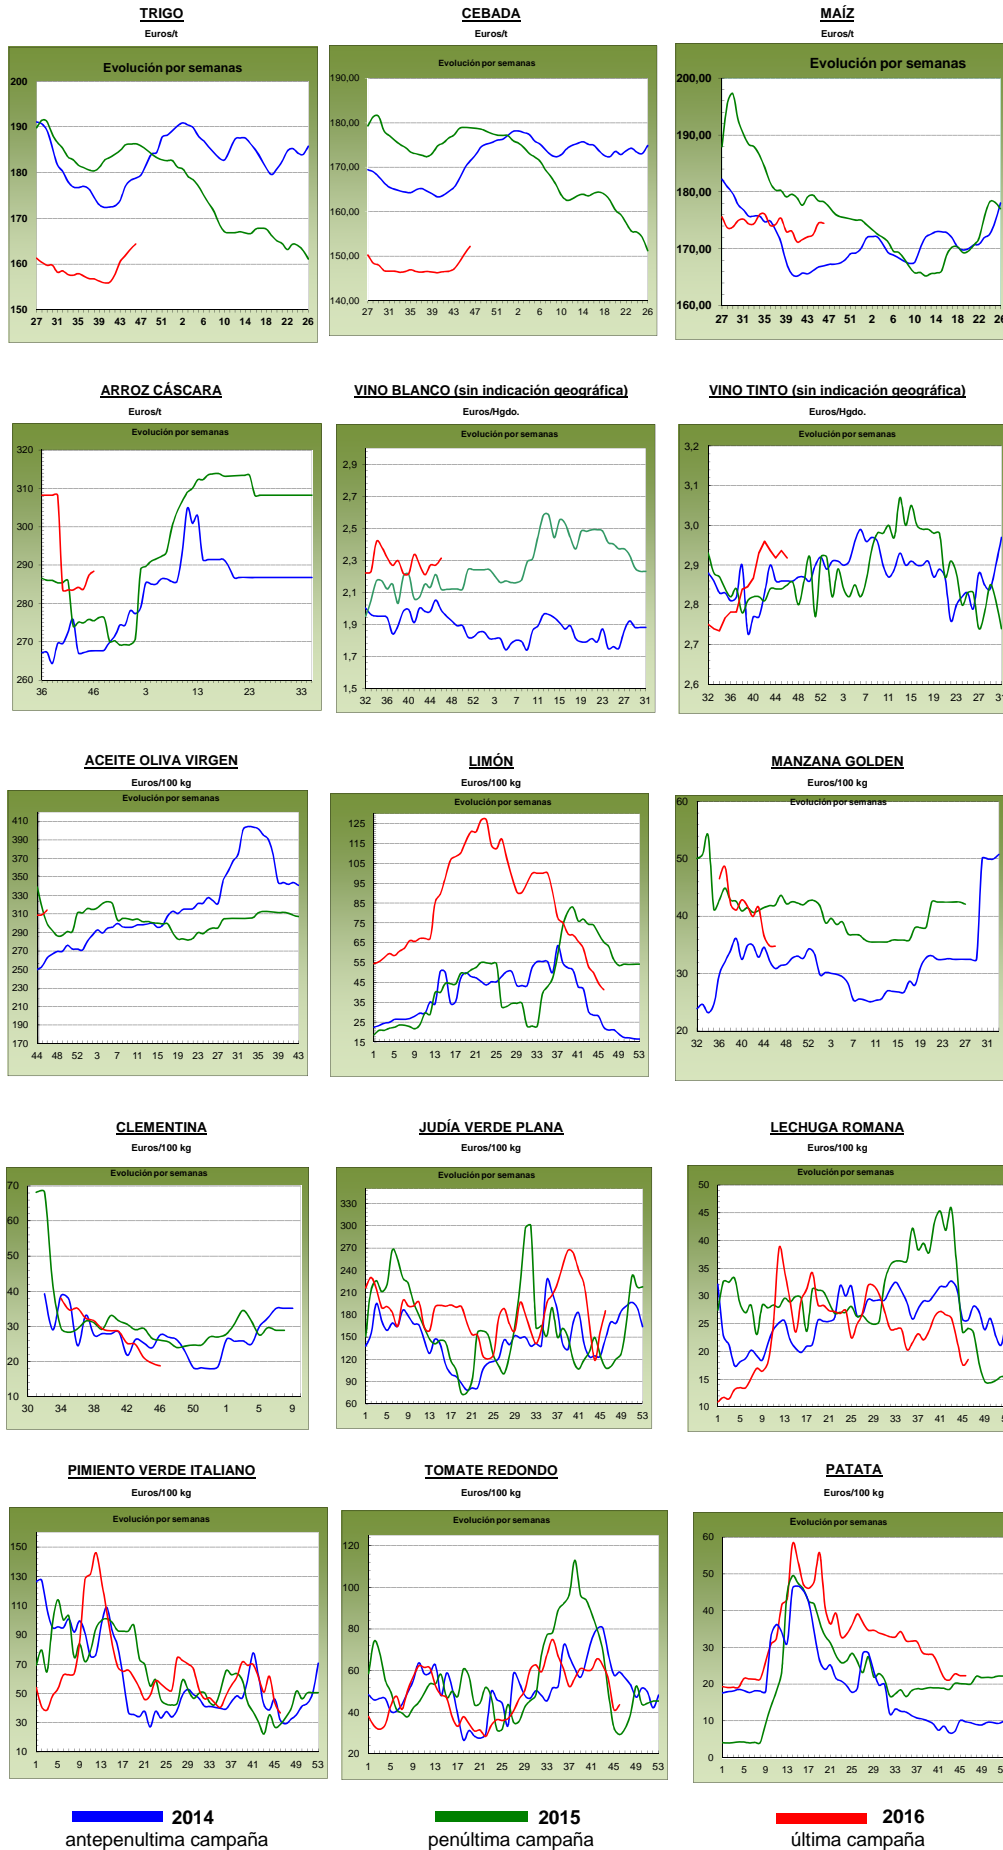 TRIGO
Euros/t
Evolución por semanas
200
190
180
170
160
150
27 31 35 39 43 47 51 2 6 10 14 18 22 26
CEBADA
Euros/t
Evolución por semanas
190,00
180,00
170,00
160,00
150,00
140,00
27 31 35 39 43 47 51 2 6 10 14 18 22 26
MAÍZ
Euros/t
Evolución por semanas
200,00
190,00
180,00
170,00
160,00
27 31 35 39 43 47 51 2 6 10 14 18 22 26
ARROZ CÁSCARA
Euros/t
Evolución por semanas
320
310
300
290
280
270
260
36 46 3 13 23 33
VINO BLANCO (sin indicación geográfica)
Euros/Hgdo.
Evolución por semanas
2,9
2,7
2,5
2,3
2,1
1,9
1,7
1,5
32 36 40 44 48 52 3 7 11 15 19 23 27 31
VINO TINTO (sin indicación geográfica)
Euros/Hgdo.
Evolución por semanas
3,2
3,1
3,0
2,9
2,8
2,7
2,6
32 36 40 44 48 52 3 7 11 15 19 23 27 31
ACEITE OLIVA VIRGEN
Euros/100 kg
Evolución por semanas
410
390
370
350
330
310
290
270
250
230
210
190
170
44 48 52 3 7 11 15 19 23 27 31 35 39 43
LIMÓN
Euros/100 kg
Evolución por semanas
125
115
105
95
85
75
65
55
45
35
25
15
1 5 9 13 17 21 25 29 33 37 41 45 49 53
MANZANA GOLDEN
Euros/100 kg
Evolución por semanas
60
50
40
30
20
32 36 40 44 48 52 3 7 11 15 19 23 27 31
CLEMENTINA
Euros/100 kg
Evolución por semanas
70
60
50
40
30
20
10
30 34 38 42 46 50 1 5 9
JUDÍA VERDE PLANA
Euros/100 kg
Evolución por semanas
330
300
270
240
210
180
150
120
90
60
1 5 9 13 17 21 25 29 33 37 41 45 49 53
LECHUGA ROMANA
Euros/100 kg
Evolución por semanas
50
45
40
35
30
25
20
15
10
1 5 9 13 17 21 25 29 33 37 41 45 49 5
PIMIENTO VERDE ITALIANO
Euros/100 kg
Evolución por semanas
150
130
110
90
70
50
30
10
1 5 9 13 17 21 25 29 33 37 41 45 49 53
TOMATE REDONDO
Euros/100 kg
Evolución por semanas
120
100
80
60
40
20
1 5 9 13 17 21 25 29 33 37 41 45 49 53
PATATA
Euros/100 kg
Evolución por semanas
60
50
40
30
20
10
0
1 5 9 13 17 21 25 29 33 37 41 45 49 5
2014
antepenultima campaña
2015
penúltima campaña
2016
última campaña